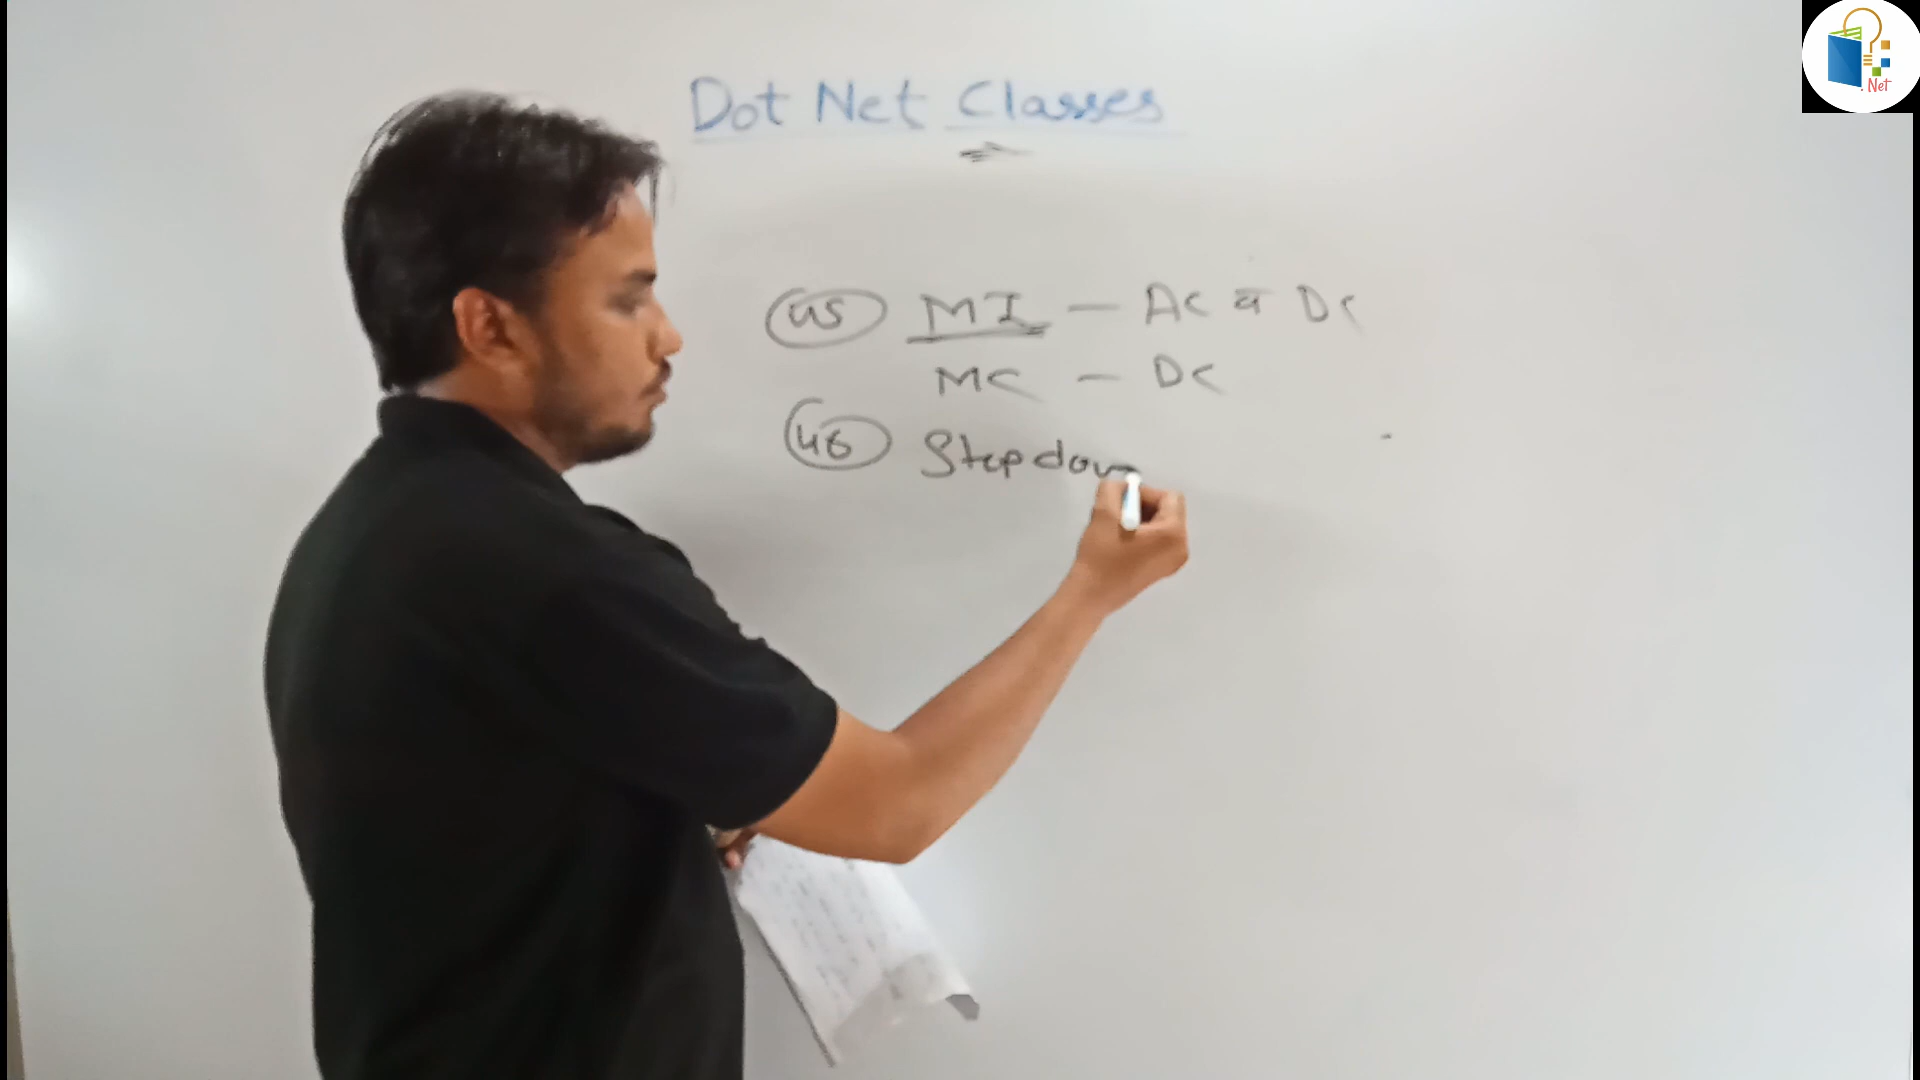 Dot Net Classes
45 MI — AC व DC
MC — DC
46 Stepdow
.Net